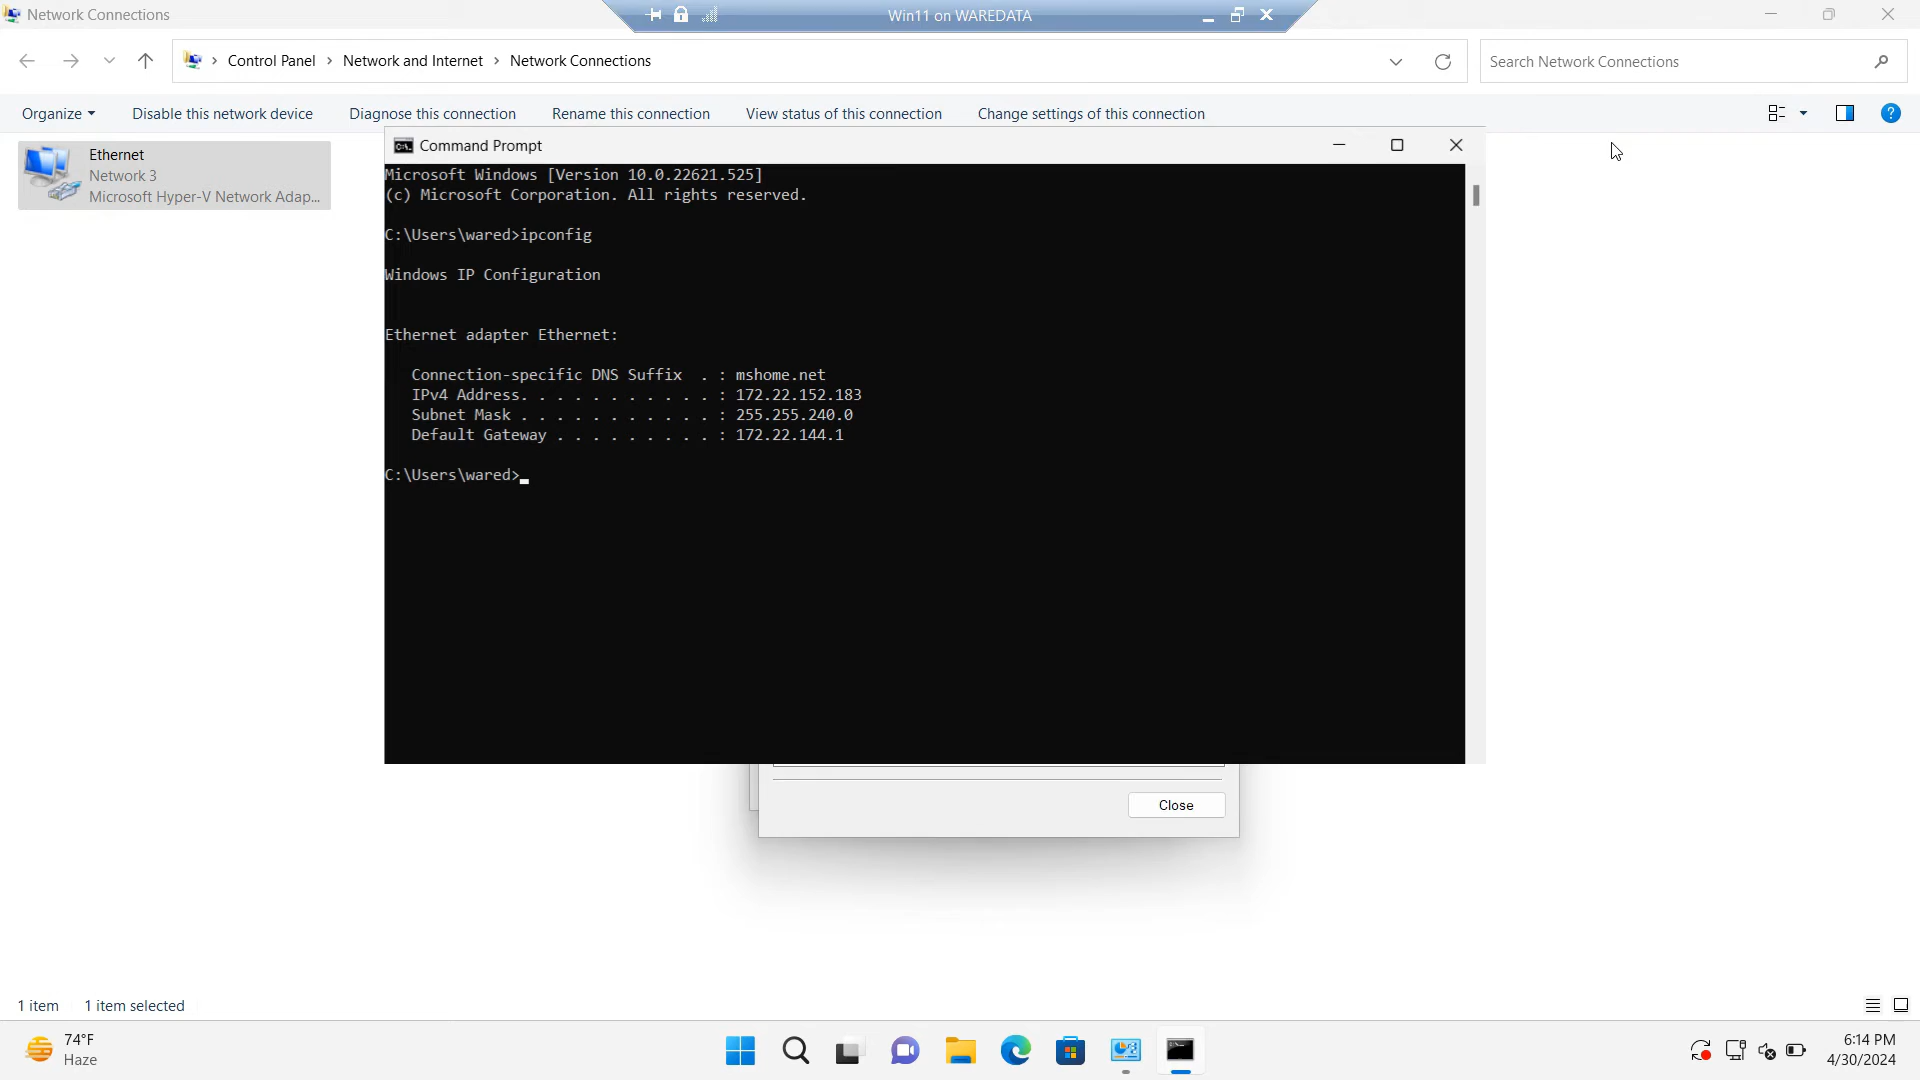 Network Connections
Win11 on WAREDATA
Control Panel > Network and Internet > Network Connections
Search Network Connections
Organize
Disable this network device
Diagnose this connection
Rename this connection
View status of this connection
Change settings of this connection
Ethernet
Network 3
Microsoft Hyper-V Network Adap...
Command Prompt
Microsoft Windows [Version 10.0.22621.525]
(c) Microsoft Corporation. All rights reserved.
C:\Users\wared>ipconfig
Windows IP Configuration
Ethernet adapter Ethernet:
Connection-specific DNS Suffix  . : mshome.net
IPv4 Address. . . . . . . . . . . : 172.22.152.183
Subnet Mask . . . . . . . . . . . : 255.255.240.0
Default Gateway . . . . . . . . . : 172.22.144.1
C:\Users\wared>
Close
1 item
1 item selected
74°F
Haze
6:14 PM
4/30/2024